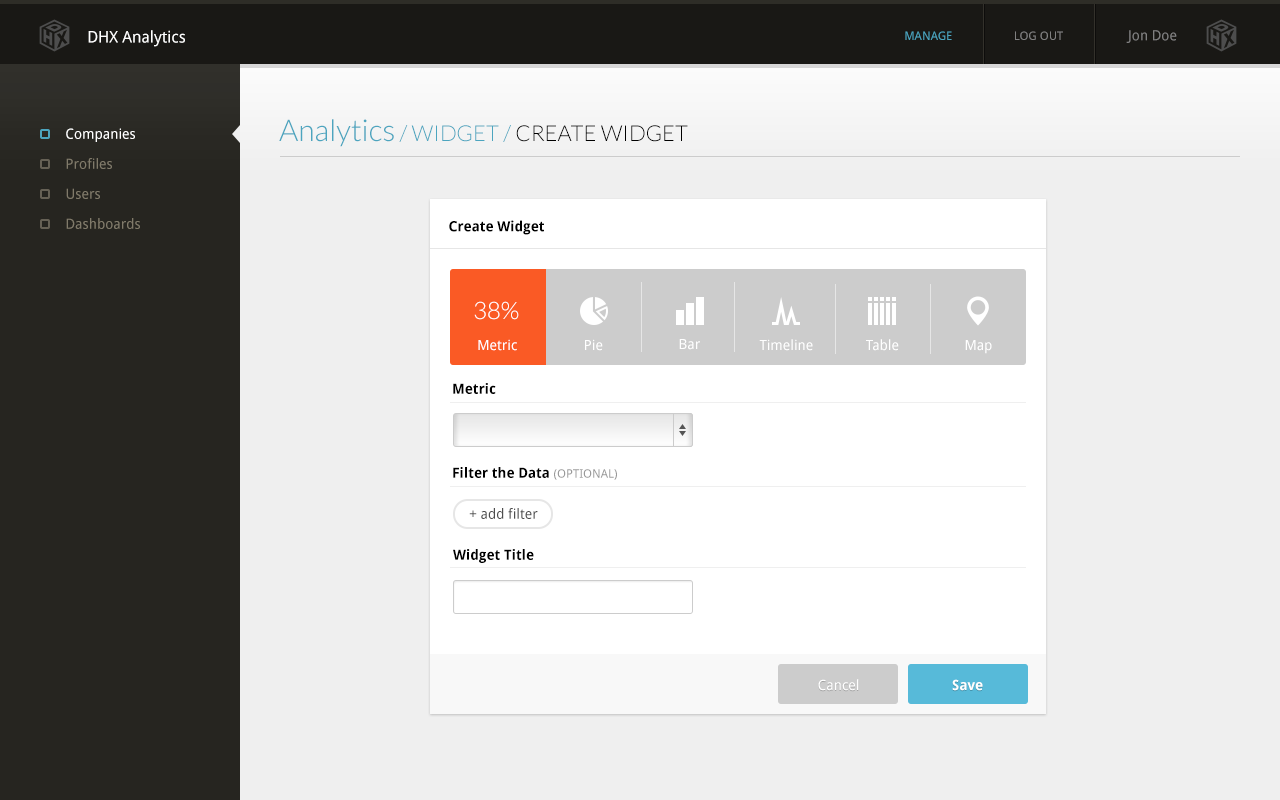 DHX Analytics
MANAGE
LOG OUT
Jon Doe
Companies
Profiles
Users
Dashboards
Analytics / WIDGET / CREATE WIDGET
Create Widget
38%
Metric
Pie
Bar
Timeline
Table
Map
Metric
Filter the Data (OPTIONAL)
+ add filter
Widget Title
Cancel
Save